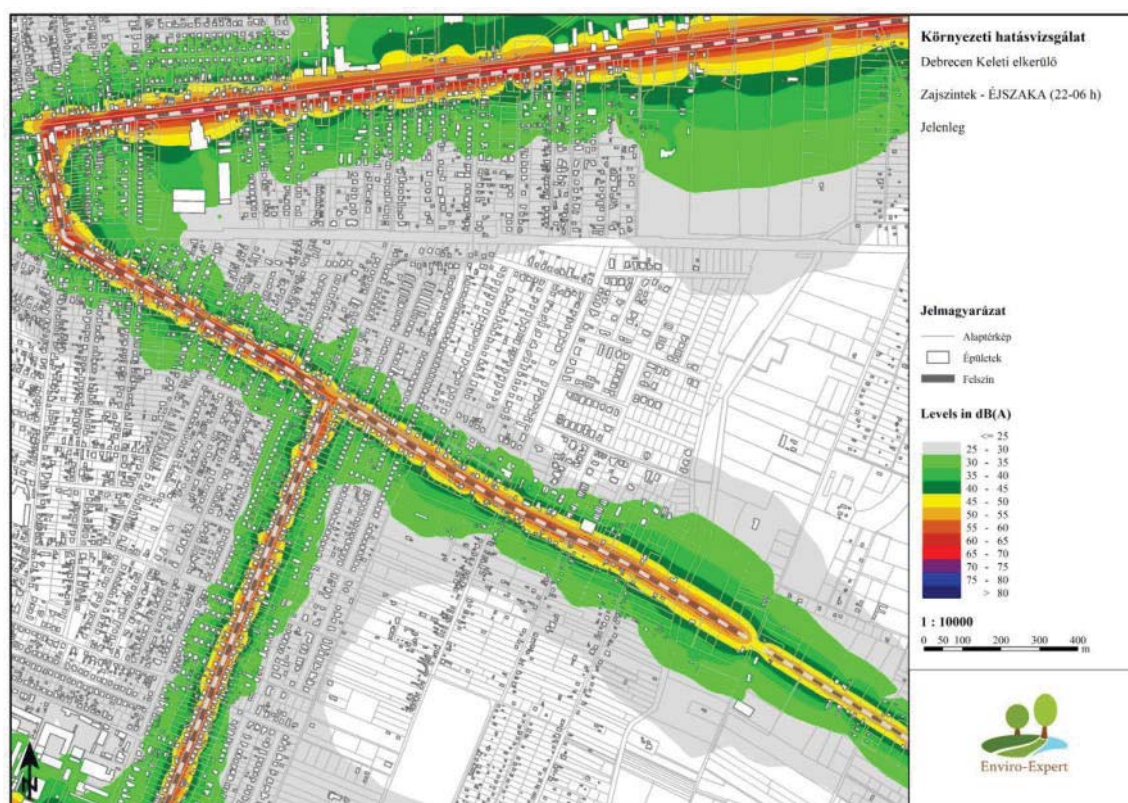 Környezeti hatásvizsgálat
Debrecen Keleti elkerülő
Zajszintek - ÉJSZAKA (22-06 h)
Jelenleg
Jelmagyarázat
Alaptérkép
Épületek
Felszín
Levels in dB(A)
<= 25
25 - 30
30 - 35
35 - 40
40 - 45
45 - 50
50 - 55
55 - 60
60 - 65
65 - 70
70 - 75
75 - 80
> 80
1 : 10000
0 50 100 200 300 400
m
Enviro-Expert